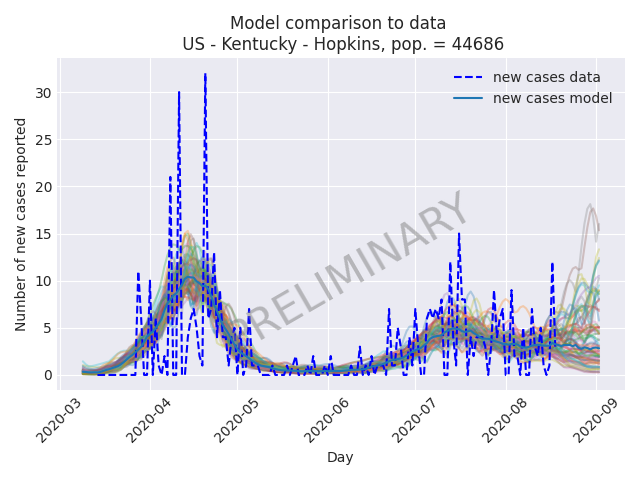 Model comparison to data
US - Kentucky - Hopkins, pop. = 44686
new cases data
new cases model
PRELIMINARY
Number of new cases reported
30
25
20
15
10
5
0
2020-03
2020-04
2020-05
2020-06
2020-07
2020-08
2020-09
Day